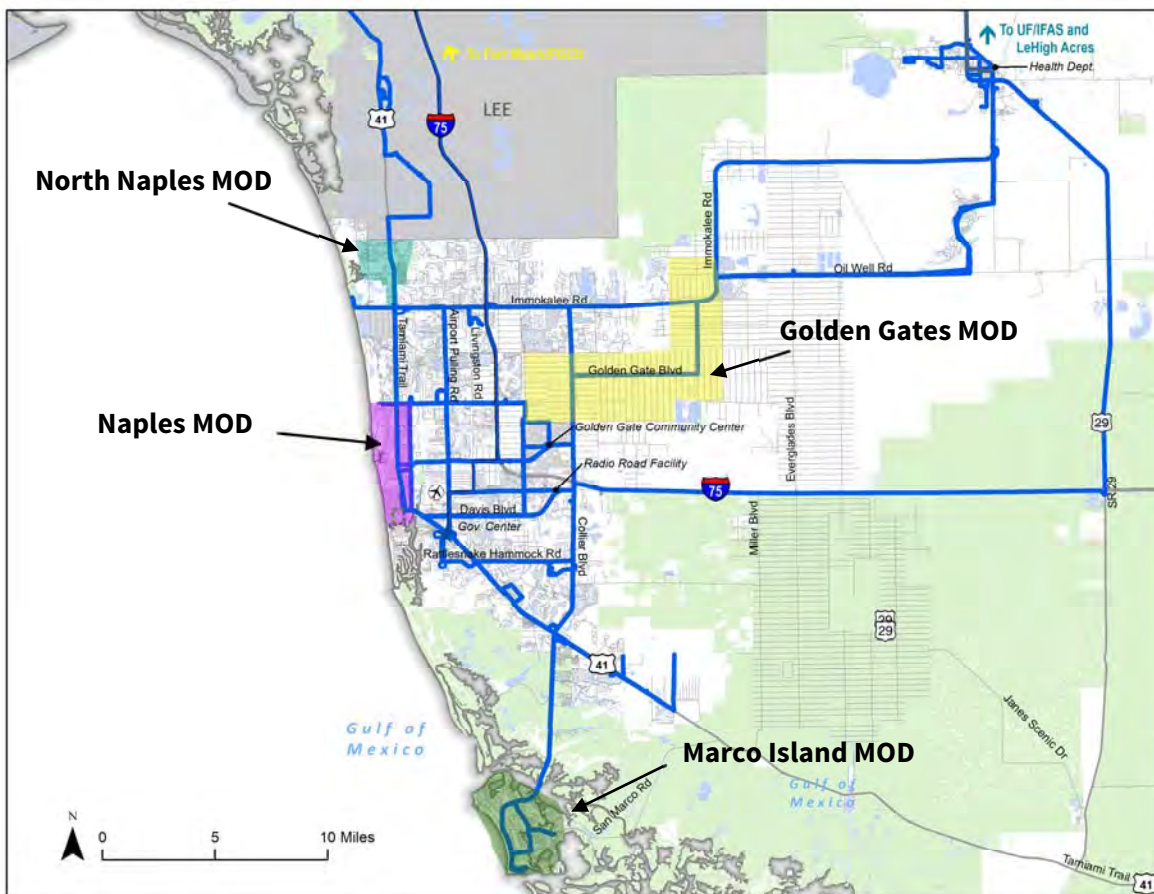 To UF/IFAS and
LeHigh Acres
Health Dept.
41
75
LEE
North Naples MOD
Immokalee Rd
Oil Well Rd
Immokalee Rd
Tamiami Trail
Airport Pulling Rd
Livingston Rd
Golden Gates MOD
Golden Gate Blvd
Naples MOD
Golden Gate Community Center
Everglades Blvd
29
Radio Road Facility
75
SR 29
Davis Blvd
Gov. Center
Miller Blvd
Collier Blvd
Rattlesnake Hammock Rd
29
29
41
Janes Scenic Dr
Gulf of
Mexico
Marco Island MOD
Gulf of
Mexico
San Marco Rd
N
0 5 10 Miles
Tamiami Trail
41